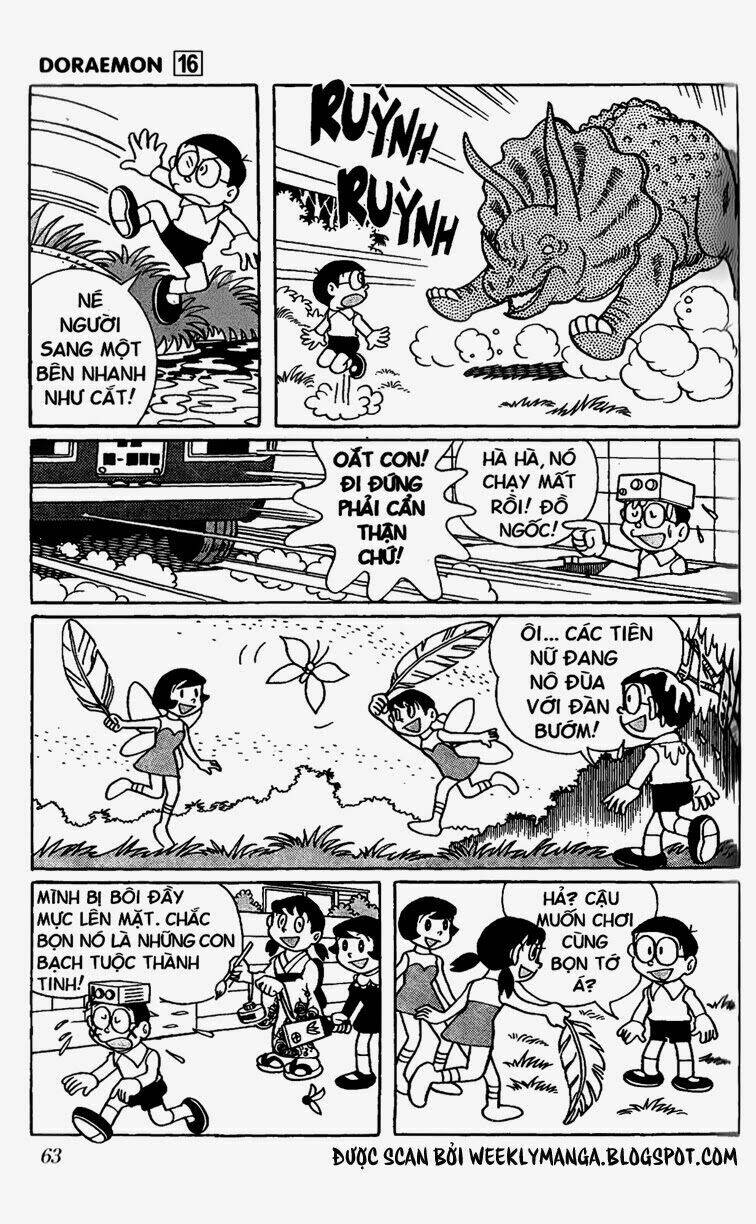 DORAEMON 16
NÉ
NGƯỜI
SANG MỘT
BÊN NHANH
NHƯ CẮT!
RUỲNH
RUỲNH
OẮT CON!
ĐI ĐỨNG
PHẢI CẨN
THẬN
CHỨ!
HÀ HÀ, NÓ
CHẠY MẤT
RỒI! ĐỒ
NGỐC!
ÔI... CÁC TIÊN
NỮ ĐANG
NÔ ĐÙA
VỚI ĐÀN
BƯỚM!
MÌNH BỊ BÔI ĐẦY
MỰC LÊN MẶT. CHẮC
BỌN NÓ LÀ NHỮNG CON
BẠCH TUỘC THÀNH
TINH!
HẢ? CẬU
MUỐN CHƠI
CÙNG
BỌN TỚ
Á?
63
ĐƯỢC SCAN BỞI WEEKLYMANGA.BLOGSPOT.COM